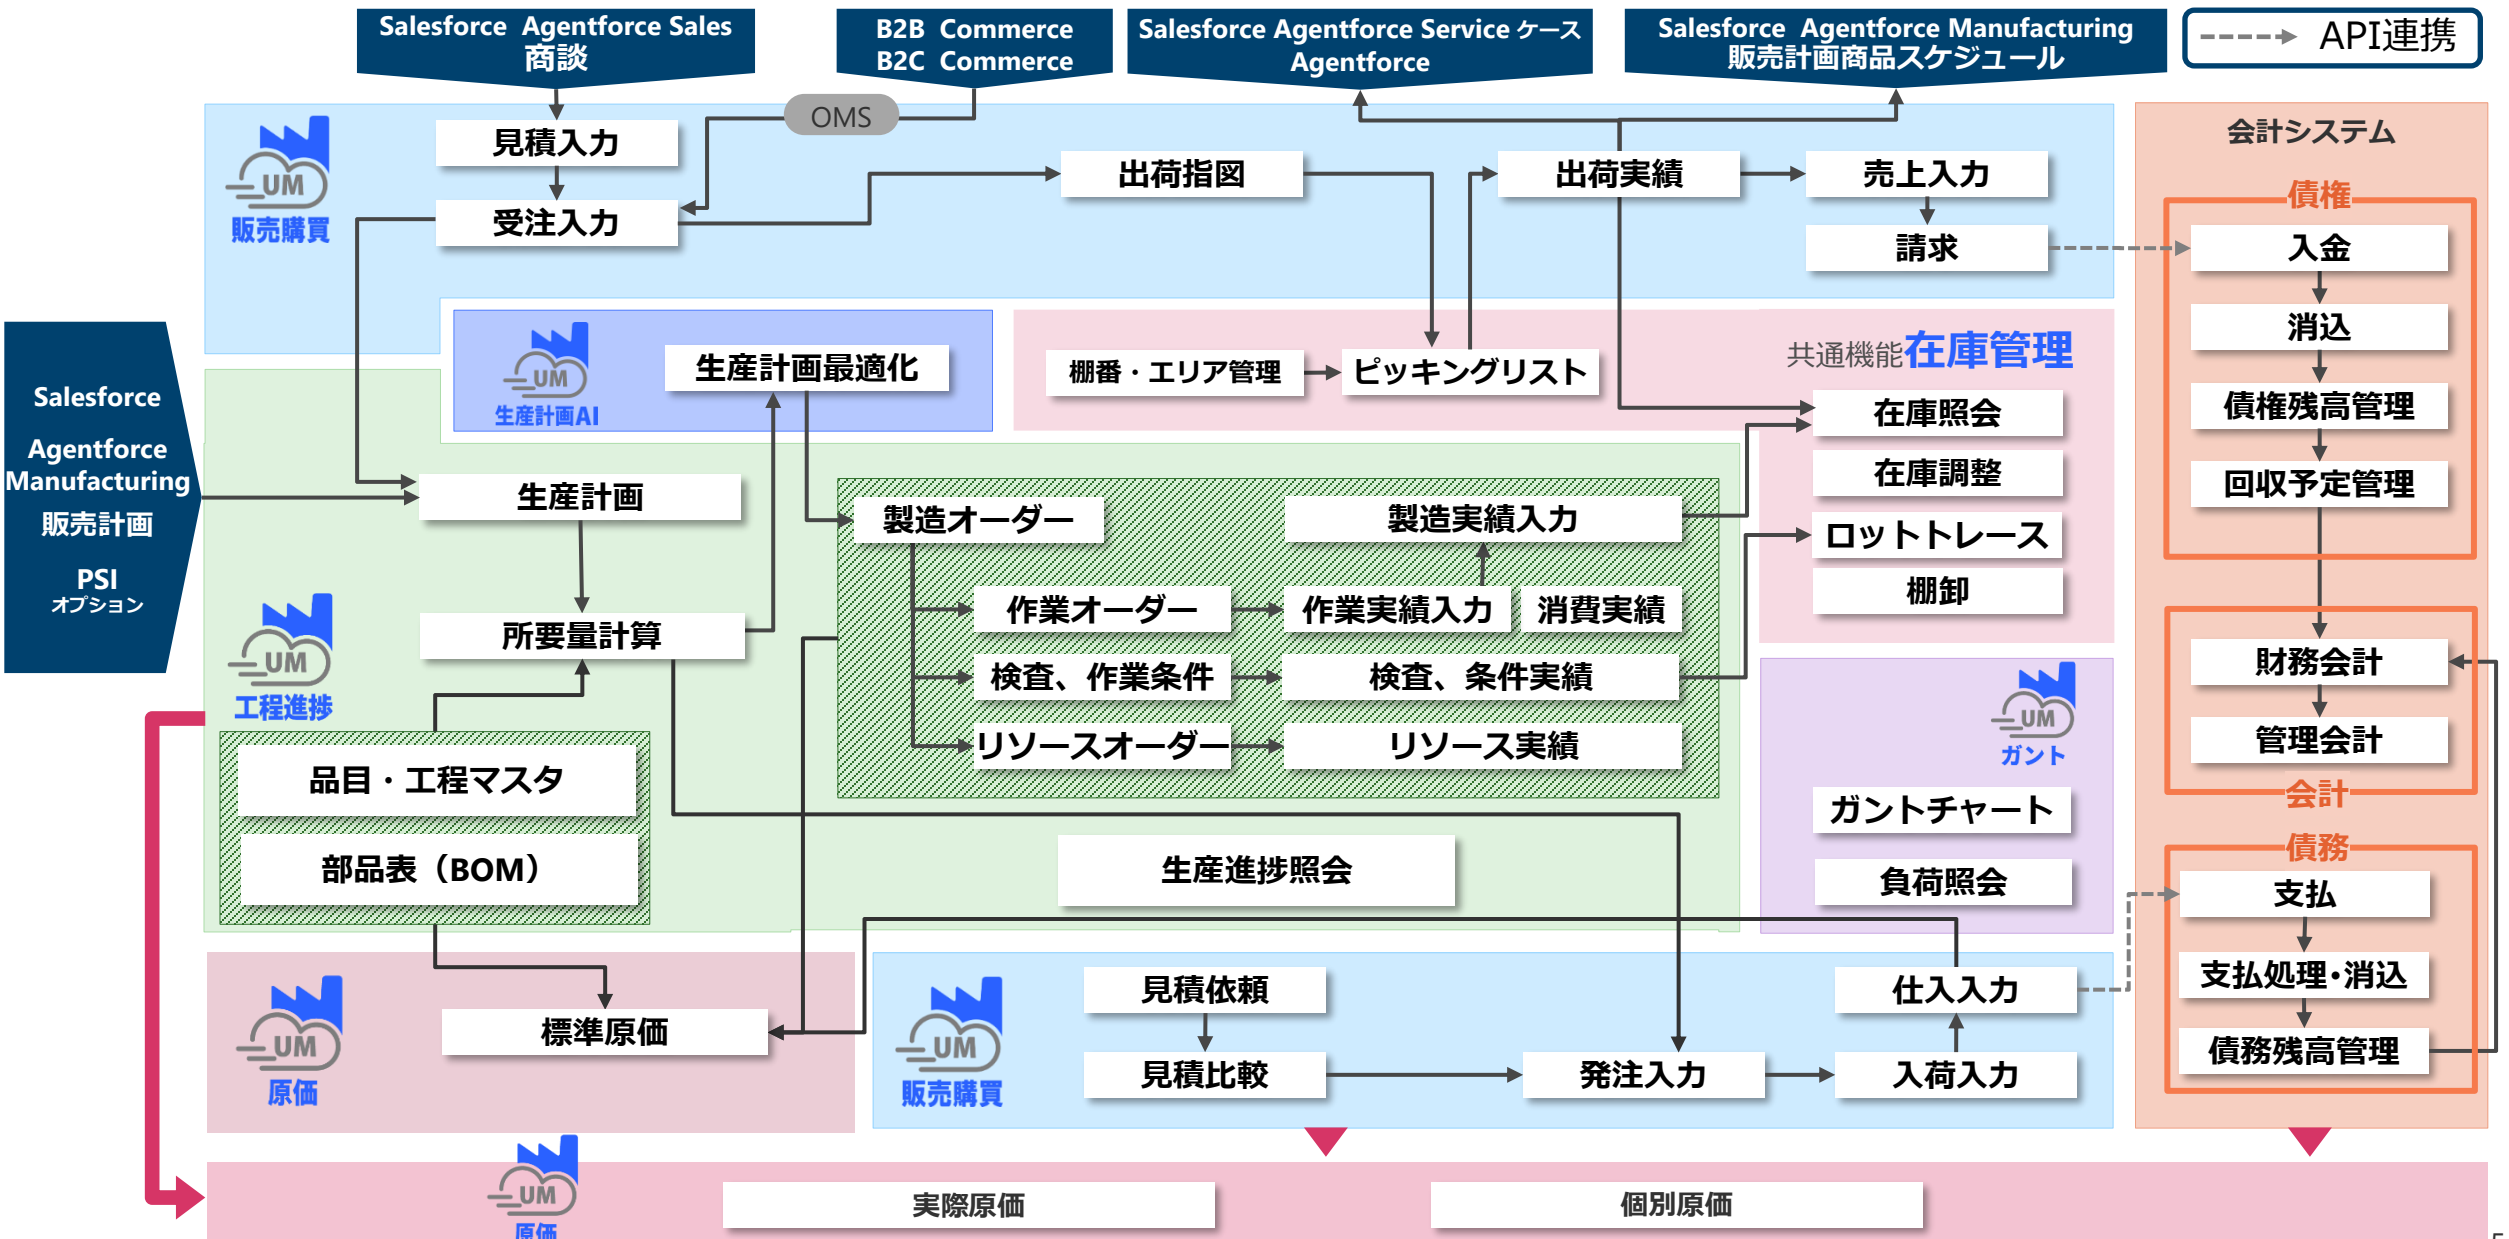 Salesforce Agentforce Sales
商談
B2B Commerce
B2C Commerce
Salesforce Agentforce Service ケース
Agentforce
Salesforce Agentforce Manufacturing
販売計画商品スケジュール
API連携
OMS
UM
販売購買
見積入力
受注入力
出荷指図
出荷実績
売上入力
請求
会計システム
債権
入金
消込
債権残高管理
回収予定管理
Salesforce
Agentforce
Manufacturing
販売計画
PSI
オプション
UM
生産計画AI
生産計画最適化
棚番・エリア管理
ピッキングリスト
共通機能在庫管理
在庫照会
在庫調整
ロットトレース
棚卸
生産計画
所要量計算
UM
工程進捗
品目・工程マスタ
部品表（BOM）
製造オーダー
製造実績入力
作業オーダー
作業実績入力
消費実績
検査、作業条件
検査、条件実績
リソースオーダー
リソース実績
生産進捗照会
UM
ガント
ガントチャート
負荷照会
財務会計
管理会計
会計
債務
支払
支払処理・消込
債務残高管理
UM
原価
標準原価
UM
販売購買
見積依頼
見積比較
発注入力
仕入入力
入荷入力
UM
原価
実際原価
個別原価